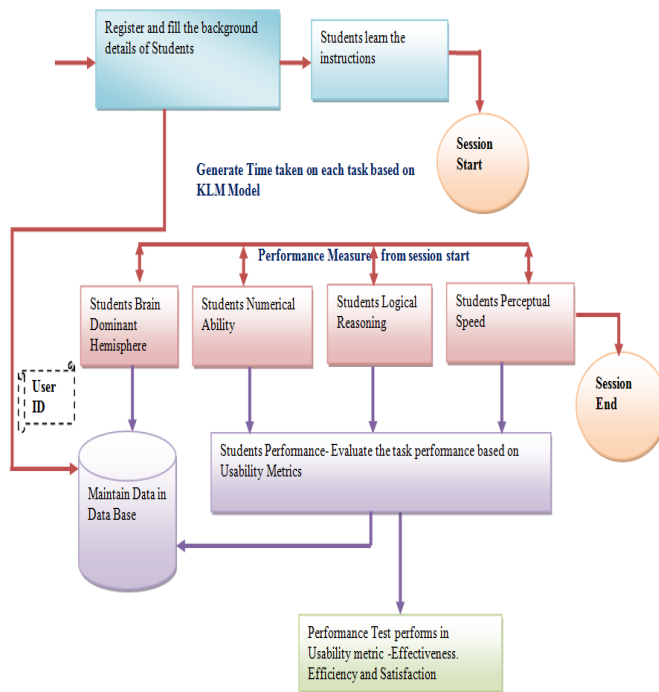 Register and fill the background
details of Students
Students learn the
instructions
Session
Start
Generate Time taken on each task based on
KLM Model
Performance Measure from session start
Students Brain
Dominant
Hemisphere
Students Numerical
Ability
Students Logical
Reasoning
Students Perceptual
Speed
User
ID
Session
End
Students Performance- Evaluate the task performance based on
Usability Metrics
Maintain Data in
Data Base
Performance Test performs in
Usability metric -Effectiveness.
Efficiency and Satisfaction